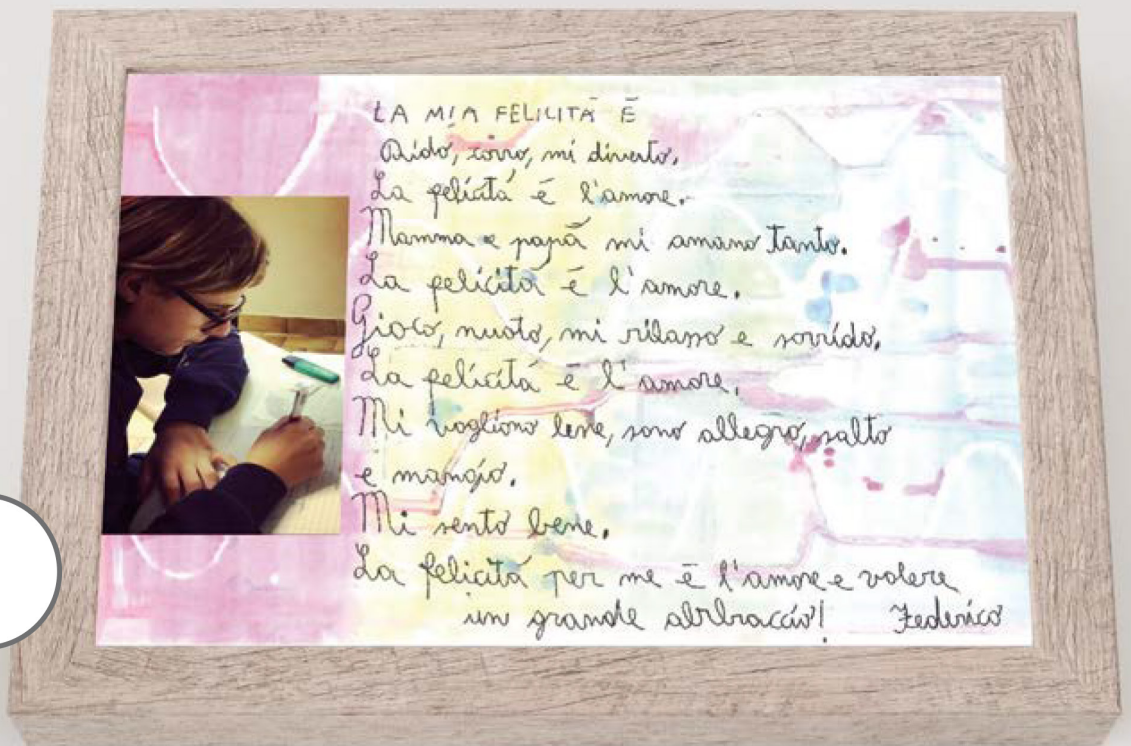 LA MIA FELICITÀ È
Rido, corro, mi diverto.
La felicità è l'amore.
Mamma e papà mi amano tanto.
La felicità è l'amore.
Gioco, nuoto, mi rilasso e sorrido.
La felicità è l'amore.
Mi vogliono bene, sono allegro, salto
e mangio.
Mi sento bene.
La felicità per me è l'amore e volere
un grande abbraccio! Federico